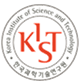 Korea Institute of Science and Technology
KIST
한국과학기술연구원